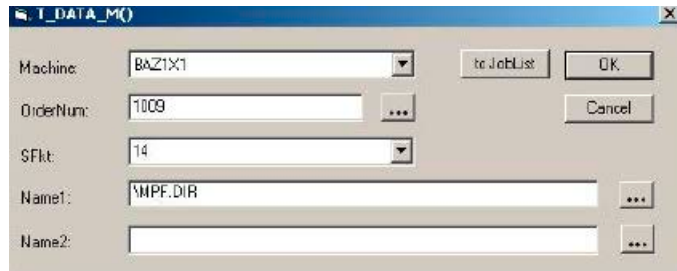 T_DATA_M()
Machine: BAZ1X1 to JobList OK
OrderNum: 1009 ... Cancel
SFkt: 14
Name1: \MPF.DIR ...
Name2: ...